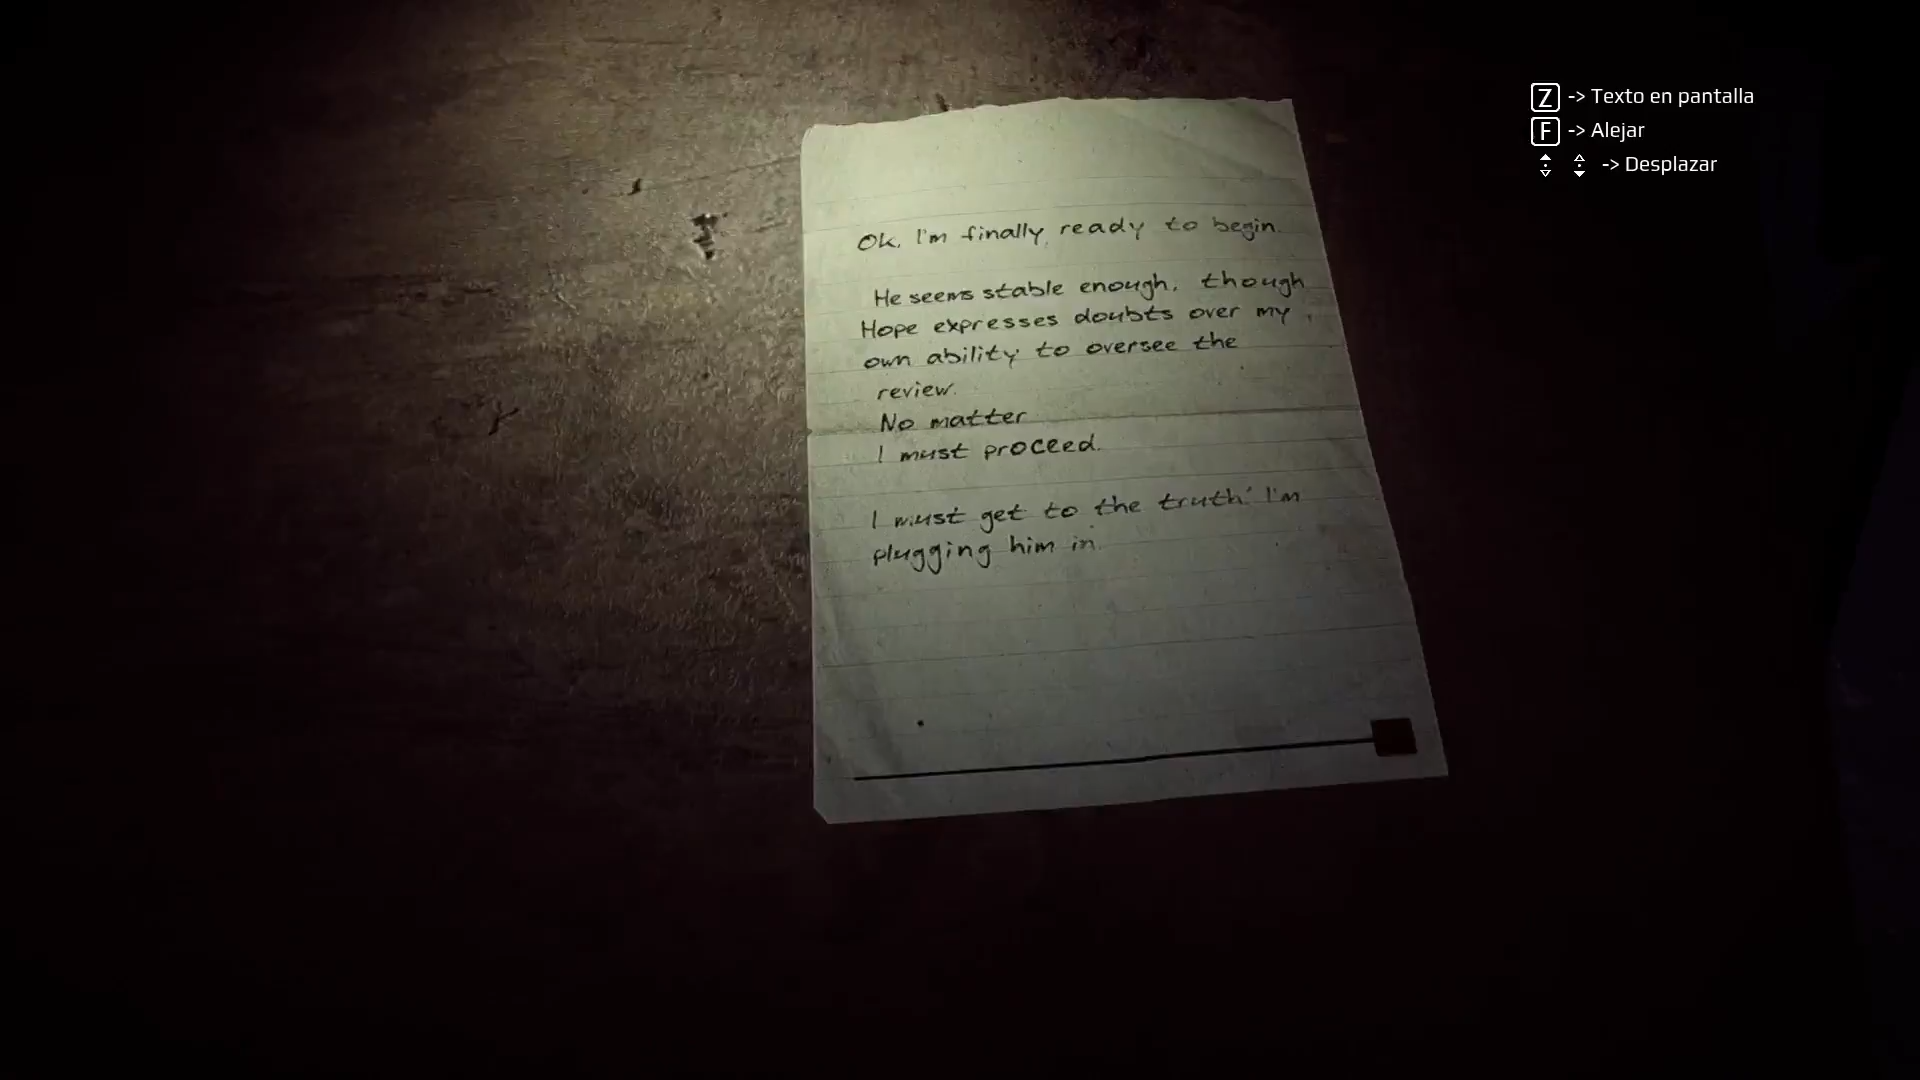 Z -> Texto en pantalla
F -> Alejar
-> Desplazar
Ok, I'm finally ready to begin.
He seems stable enough, though
Hope expresses doubts over my
own ability to oversee the
review.
No matter
I must proceed.
I must get to the truth. I'm
plugging him in.